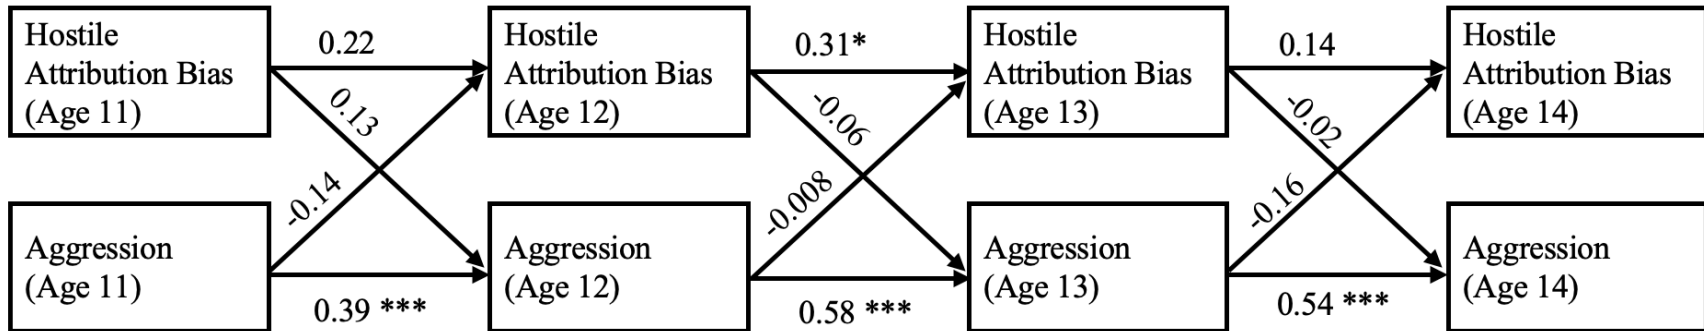 Hostile
Attribution Bias
(Age 11)
0.22
Hostile
Attribution Bias
(Age 12)
0.31*
Hostile
Attribution Bias
(Age 13)
0.14
Hostile
Attribution Bias
(Age 14)
0.13
-0.14
-0.06
-0.008
-0.02
-0.16
Aggression
(Age 11)
0.39 ***
Aggression
(Age 12)
0.58 ***
Aggression
(Age 13)
0.54 ***
Aggression
(Age 14)